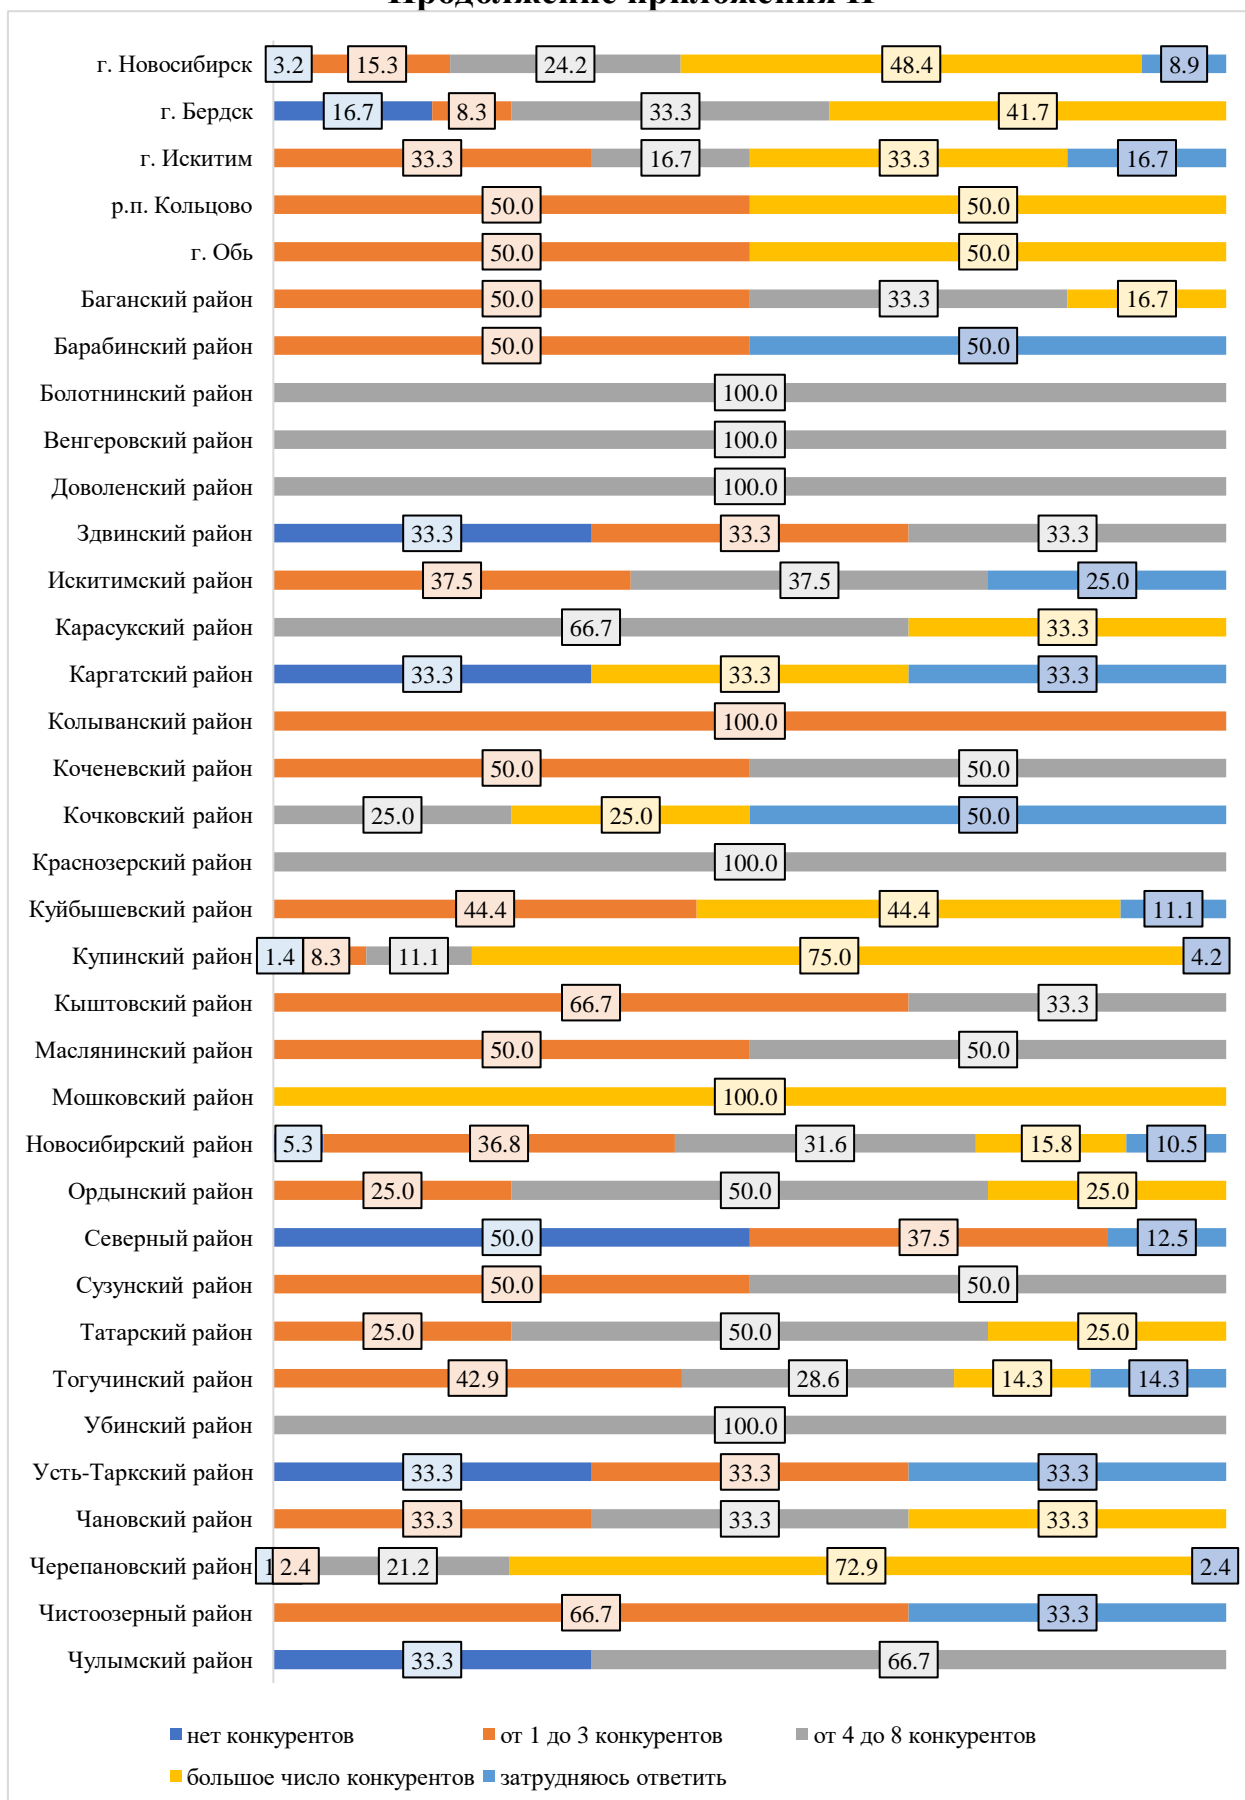 Продолжение приложения
г. Новосибирск 3.2 15.3 24.2 48.4 8.9
г. Бердск 16.7 8.3 33.3 41.7
г. Искитим 33.3 16.7 33.3 16.7
р.п. Кольцово 50.0 50.0
г. Обь 50.0 50.0
Баганский район 50.0 33.3 16.7
Барабинский район 50.0 50.0
Болотнинский район 100.0
Венгеровский район 100.0
Доволенский район 100.0
Здвинский район 33.3 33.3 33.3
Искитимский район 37.5 37.5 25.0
Карасукский район 66.7 33.3
Каргатский район 33.3 33.3 33.3
Колыванский район 100.0
Коченевский район 50.0 50.0
Кочковский район 25.0 25.0 50.0
Краснозерский район 100.0
Куйбышевский район 44.4 44.4 11.1
Купинский район 1.4 8.3 11.1 75.0 4.2
Кыштовский район 66.7 33.3
Маслянинский район 50.0 50.0
Мошковский район 100.0
Новосибирский район 5.3 36.8 31.6 15.8 10.5
Ордынский район 25.0 50.0 25.0
Северный район 50.0 37.5 12.5
Сузунский район 50.0 50.0
Татарский район 25.0 50.0 25.0
Тогучинский район 42.9 28.6 14.3 14.3
Убинский район 100.0
Усть-Таркский район 33.3 33.3 33.3
Чановский район 33.3 33.3 33.3
Черепановский район 2.4 21.2 72.9 2.4
Чистоозерный район 66.7 33.3
Чулымский район 33.3 66.7
нет конкурентов от 1 до 3 конкурентов от 4 до 8 конкурентов
большое число конкурентов затрудняюсь ответить